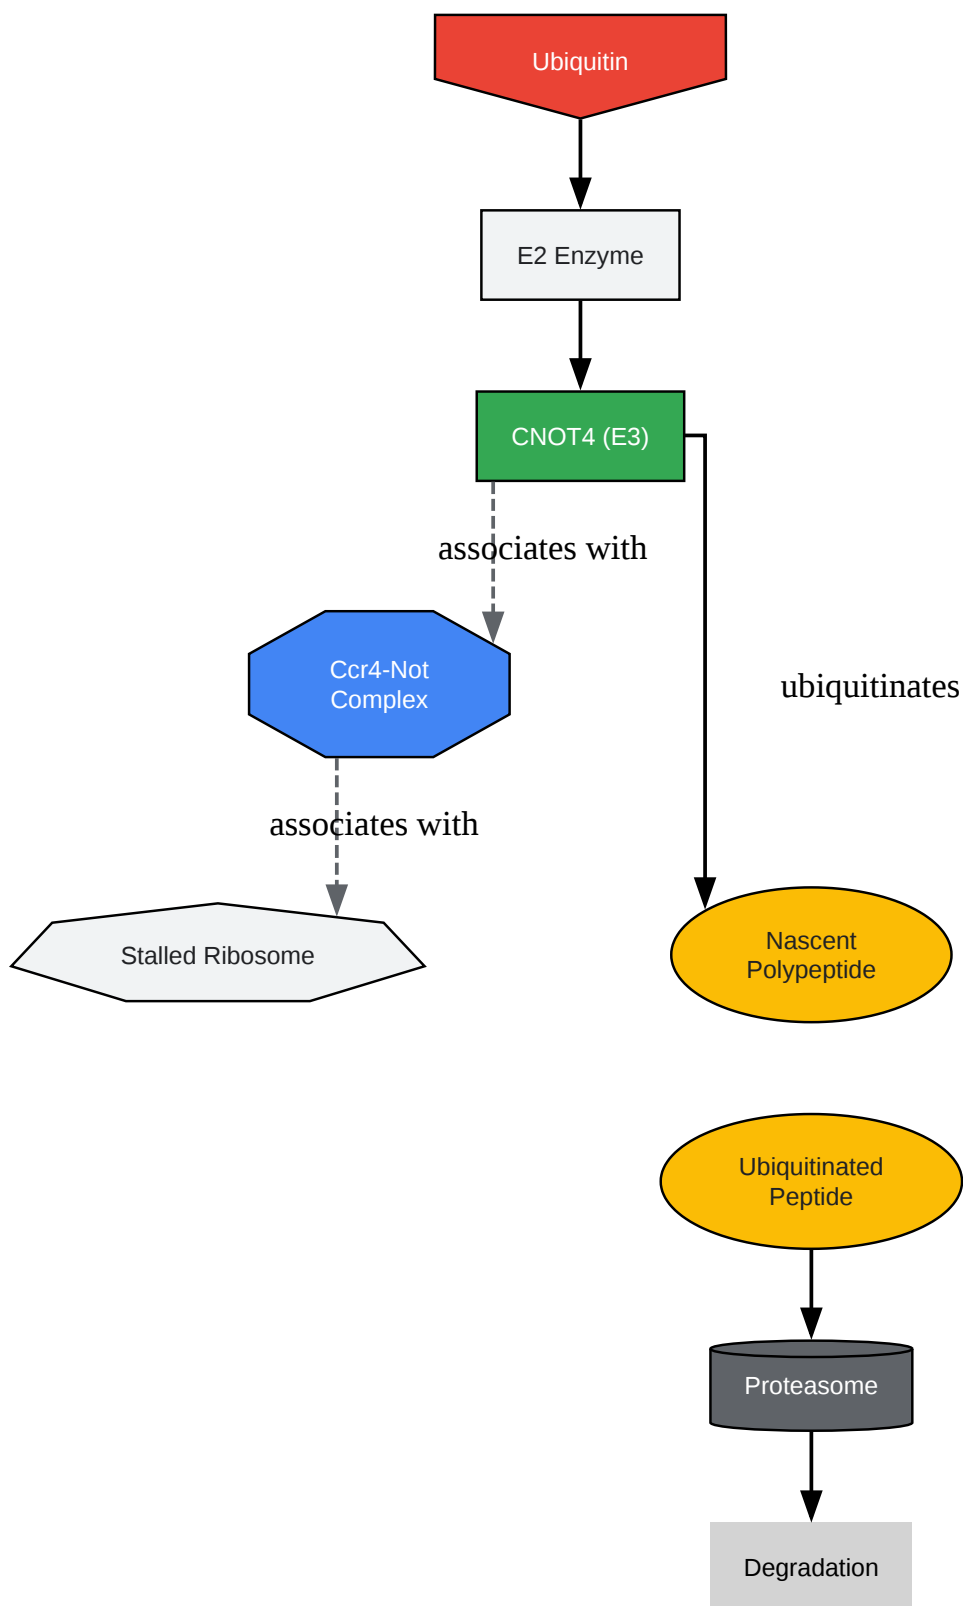 Ubiquitin
E2 Enzyme
CNOT4 (E3)
associates with
Ccr4-Not
Complex
ubiquitinates
associates with
Stalled Ribosome
Nascent
Polypeptide
Ubiquitinated
Peptide
Proteasome
Degradation